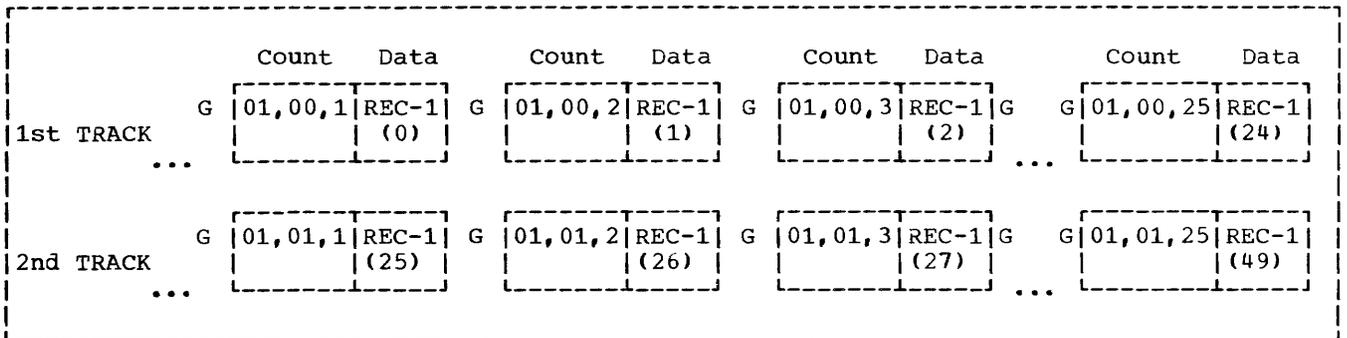 Count Data Count Data Count Data Count Data
G 01,00,1 REC-1 G 01,00,2 REC-1 G 01,00,3 REC-1 G G 01,00,25 REC-1
1st TRACK (0) (1) (2) (24)
... ...
G 01,01,1 REC-1 G 01,01,2 REC-1 G 01,01,3 REC-1 G G 01,01,25 REC-1
2nd TRACK (25) (26) (27) (49)
... ...